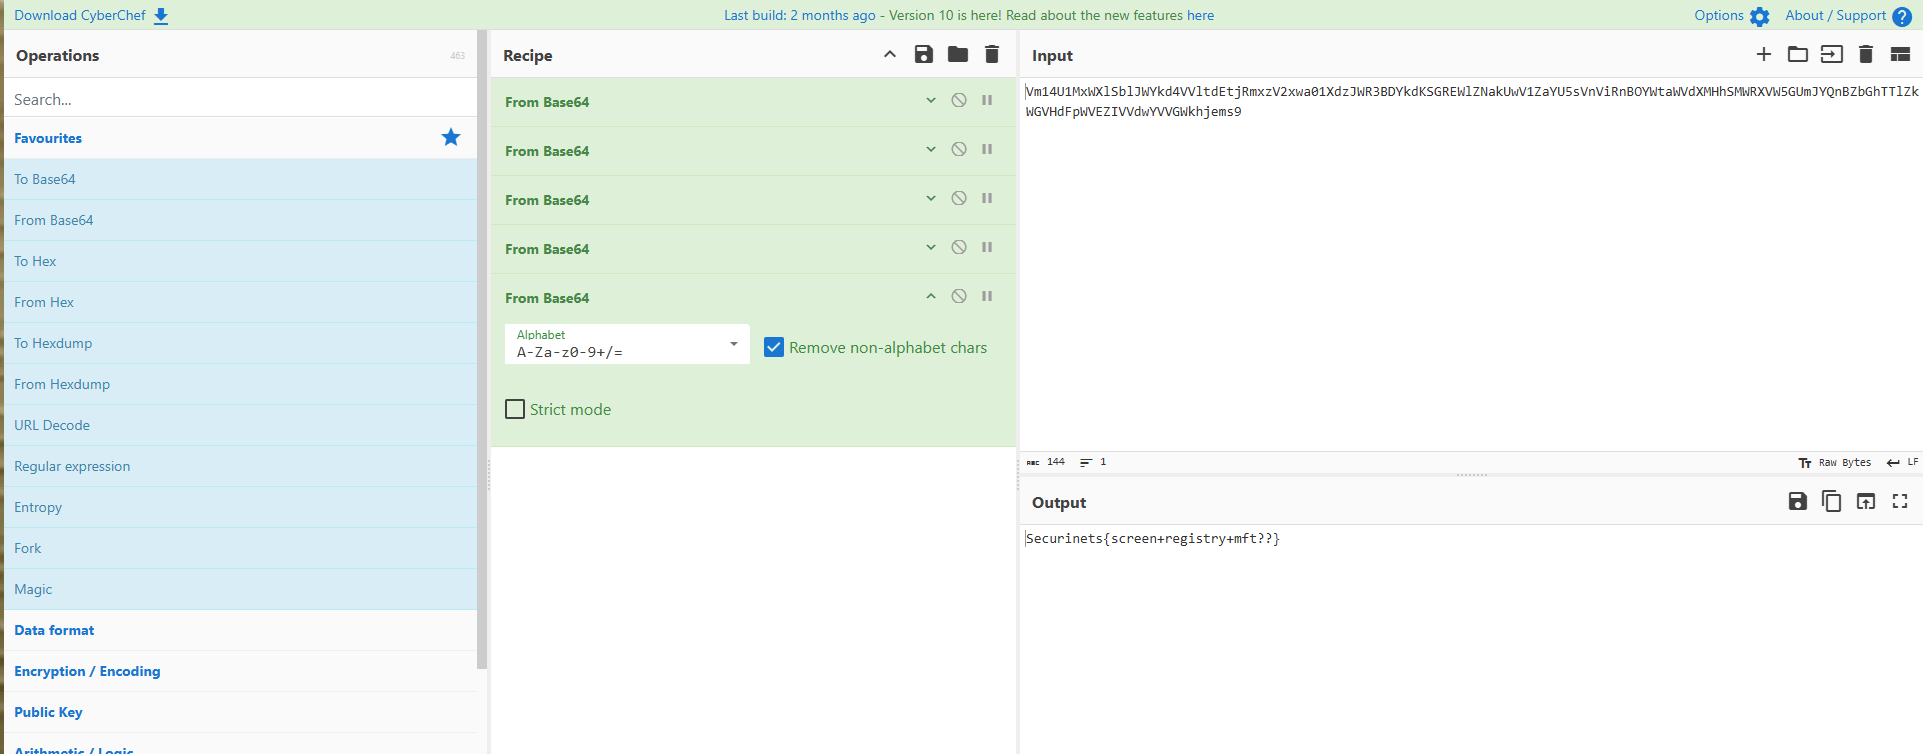 Download CyberChef
Last build: 2 months ago - Version 10 is here! Read about the new features here
Options
About / Support
Operations
463
Search...
Favourites
To Base64
From Base64
To Hex
From Hex
To Hexdump
From Hexdump
URL Decode
Regular expression
Entropy
Fork
Magic
Data format
Encryption / Encoding
Public Key
Arithmetic / Logic
Recipe
From Base64
From Base64
From Base64
From Base64
From Base64
Alphabet
A-Za-z0-9+/=
Remove non-alphabet chars
Strict mode
Input
Vm14U1MxWXlSblJWYkd4VVltdEtjRmxzV2xwa01XdzJWR3BDYkdKSGREWlZNakUwV1ZaYU5sVnViRnBOYWtaWVdXMHhSMWRXVW5GUmJYQnBZbGhTTlZk
WGVHdFpWVEZIVVdwYVVGWkhjems9
ABC 144
1
Raw Bytes
LF
Output
Securinets{screen+registry+mft??}